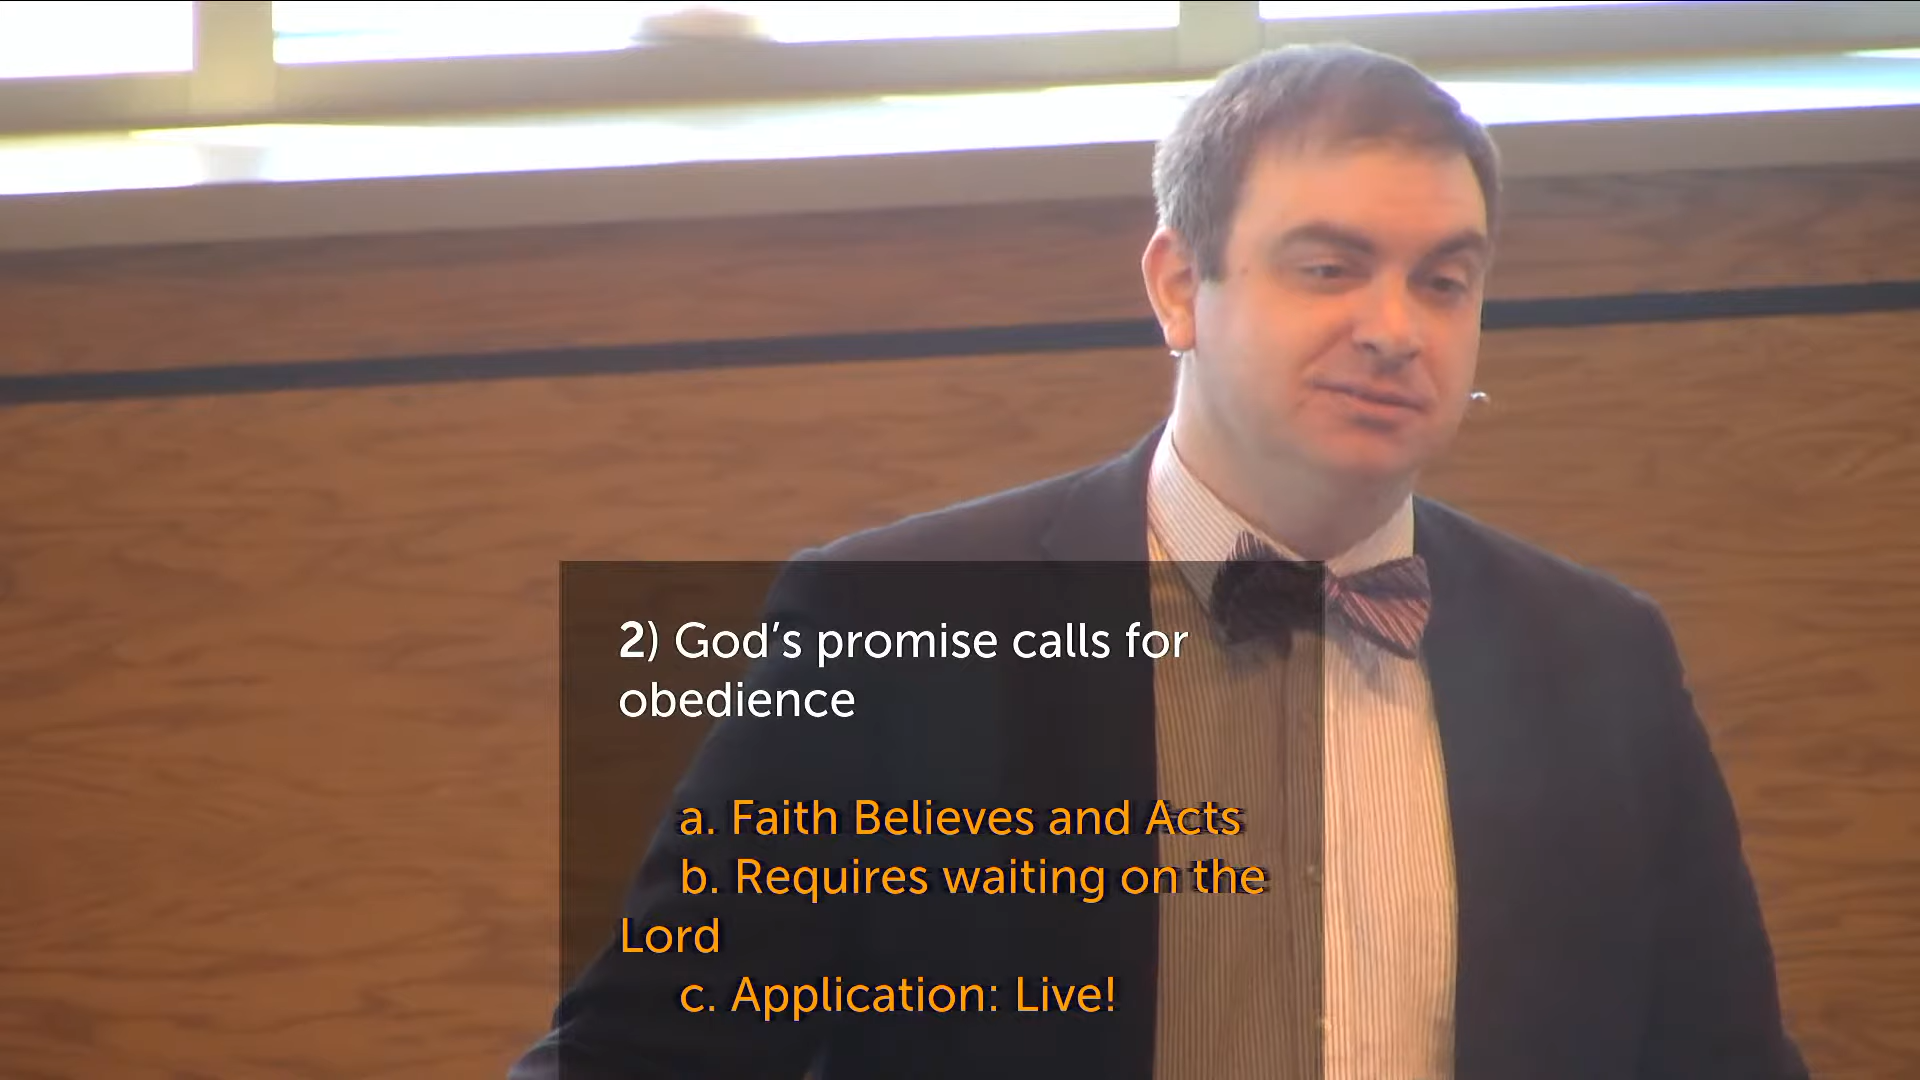 2) God’s promise calls for
obedience
a. Faith Believes and Acts
b. Requires waiting on the
Lord
c. Application: Live!